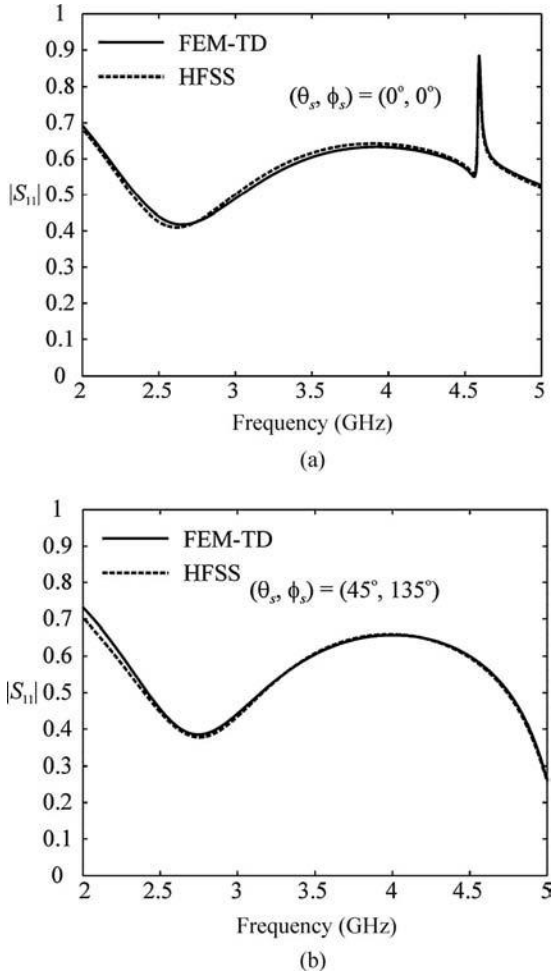 (a)
1
0.9
0.8
0.7
0.6
0.5
0.4
0.3
0.2
0.1
0
|S₁₁|
FEM-TD
HFSS
(θₛ, ϕₛ) = (0°, 0°)
2 2.5 3 3.5 4 4.5 5
Frequency (GHz)
(b)
1
0.9
0.8
0.7
0.6
0.5
0.4
0.3
0.2
0.1
0
|S₁₁|
FEM-TD
HFSS
(θₛ, ϕₛ) = (45°, 135°)
2 2.5 3 3.5 4 4.5 5
Frequency (GHz)